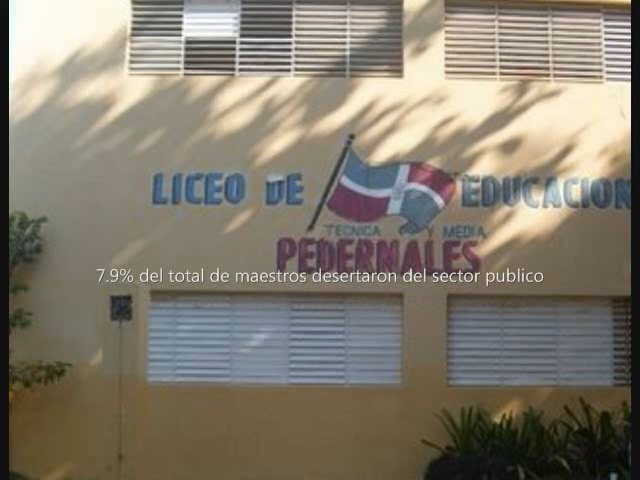 LICEO DE EDUCACION
TECNICA Y MEDIA
PEDERNALES
7.9% del total de maestros desertaron del sector publico